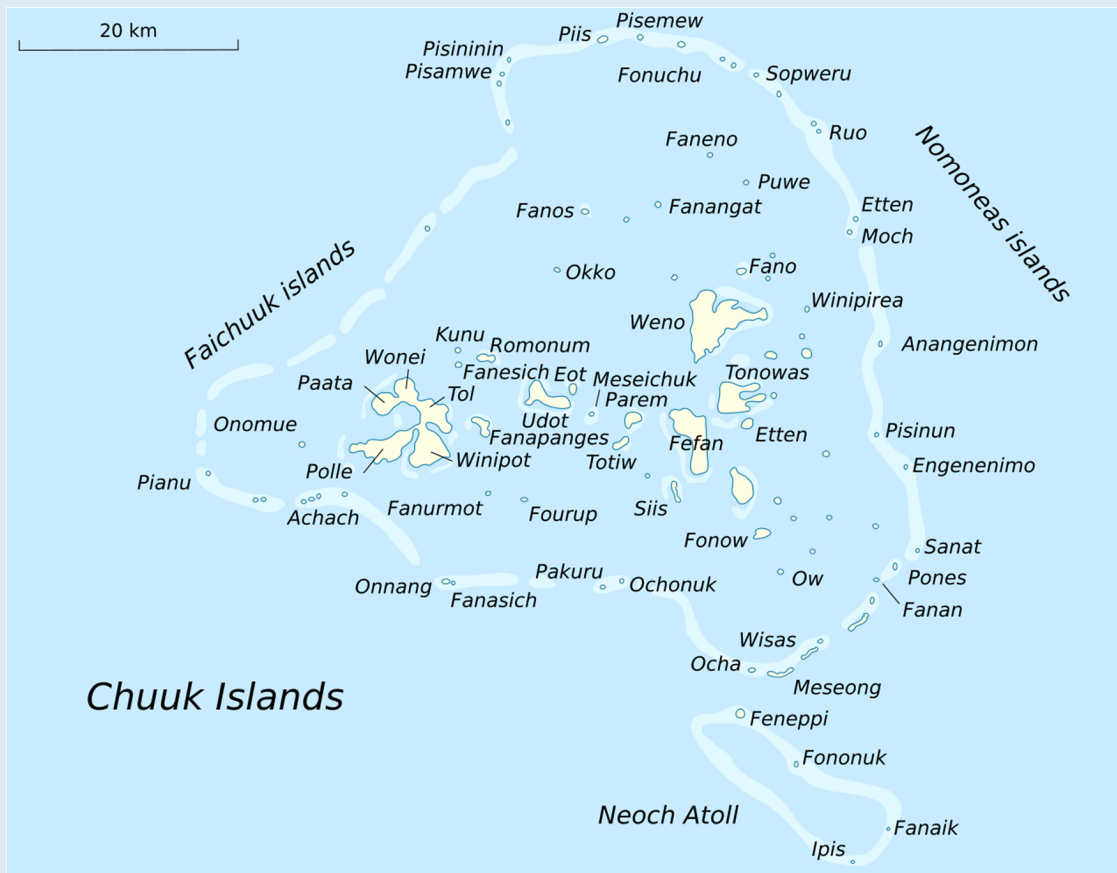 20 km
Pisemew
Piis
Pisininin
Pisamwe
Fonuchu
Sopweru
Ruo
Nomoneas islands
Faneno
Puwe
Fanos
Fanangat
Etten
Moch
Faichuuk islands
Okko
Fano
Winipirea
Weno
Kunu
Romonum
Anangenimon
Wonei
Fanesich
Eot
Meseichuk
Tonowas
Paata
Tol
Parem
Udot
Onomue
Fanapanges
Fefan
Etten
Pisinun
Polle
Winipot
Totiw
Engenenimo
Pianu
Achach
Fanurmot
Fourup
Siis
Fonow
Sanat
Onnang
Fanasich
Pakuru
Ochonuk
Ow
Pones
Fanan
Wisas
Ocha
Meseong
Chuuk Islands
Feneppi
Fononuk
Neoch Atoll
Fanaik
Ipis